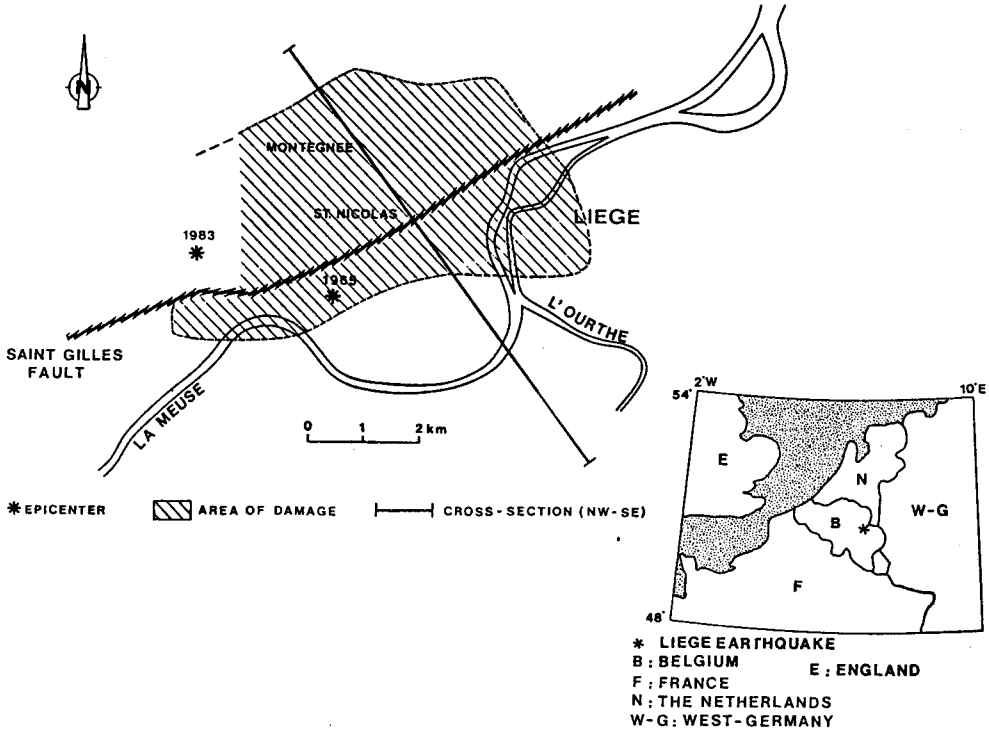 N
MONTEGNEE
ST. NICOLAS
LIEGE
1983
1965
L'OURTHE
SAINT GILLES
FAULT
LA MEUSE
0 1 2 km
EPICENTER
AREA OF DAMAGE
CROSS-SECTION (NW-SE)
2°W
10°E
54°
E
N
W-G
B
F
48°
* LIEGE EARTHQUAKE
B : BELGIUM
E : ENGLAND
F : FRANCE
N : THE NETHERLANDS
W-G: WEST-GERMANY